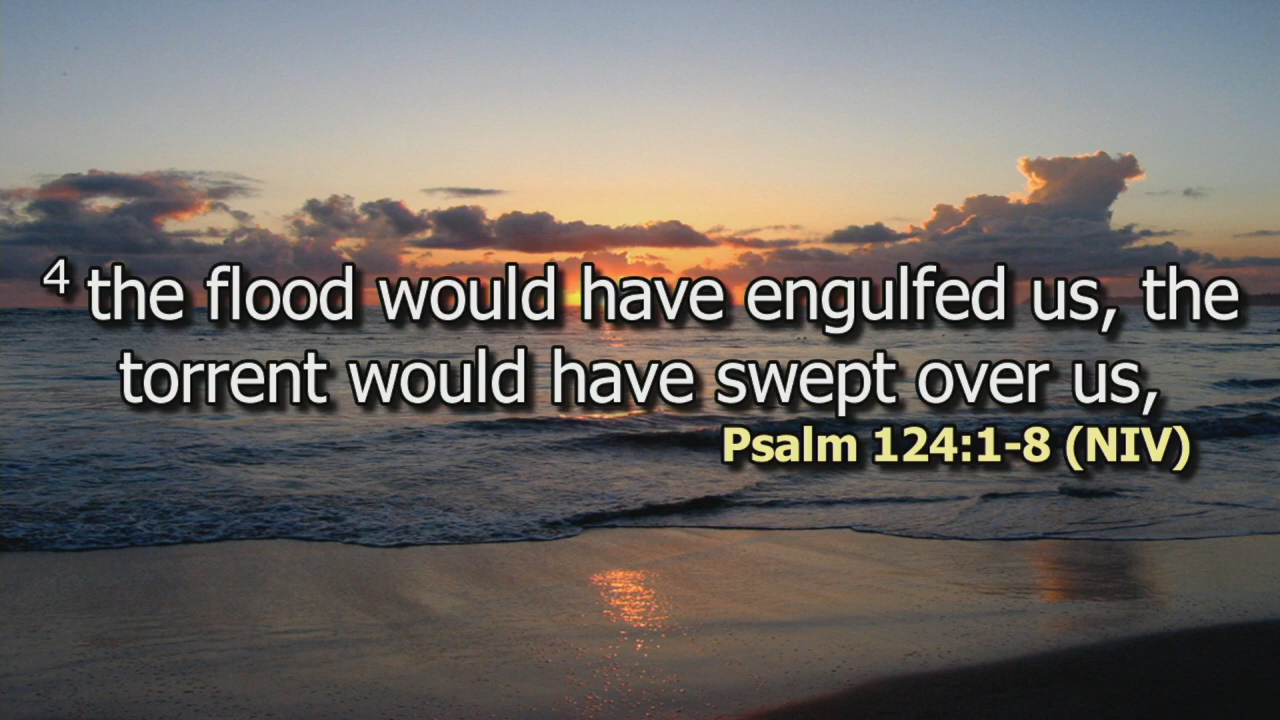 4 the flood would have engulfed us, the
torrent would have swept over us,
Psalm 124:1-8 (NIV)